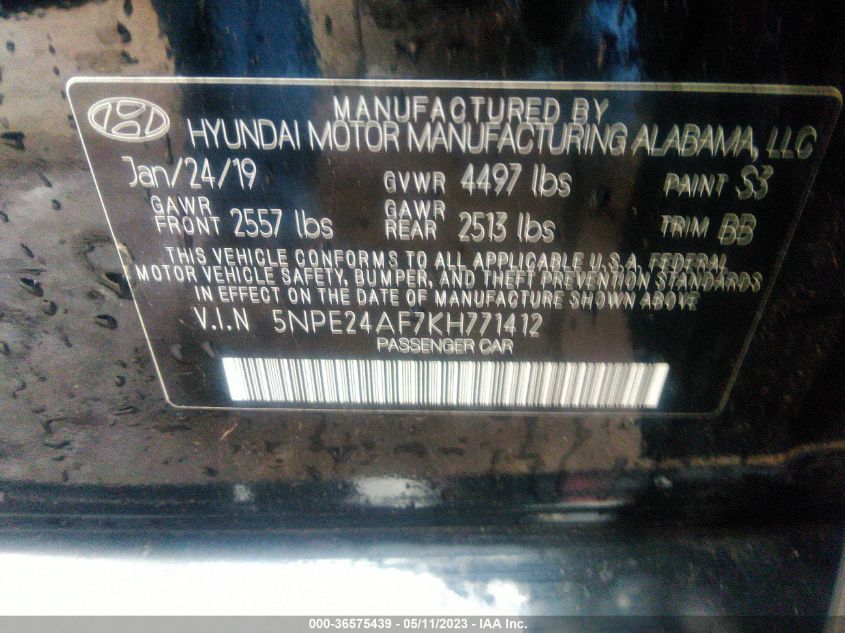 MANUFACTURED BY
HYUNDAI MOTOR MANUFACTURING ALABAMA, LLC
Jan/24/19 GVWR 4497 lbs PAINT S3
GAWR FRONT 2557 lbs GAWR REAR 2513 lbs TRIM BB
THIS VEHICLE CONFORMS TO ALL APPLICABLE U.S.A. FEDERAL
MOTOR VEHICLE SAFETY, BUMPER, AND THEFT PREVENTION STANDARDS
IN EFFECT ON THE DATE OF MANUFACTURE SHOWN ABOVE
V.I.N 5NPE24AF7KH771412
PASSENGER CAR
000-36575439 - 05/11/2023 - IAA Inc.